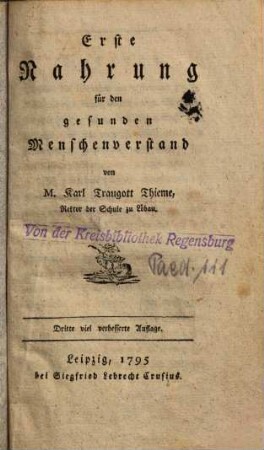 Erste
Nahrung
für den
gesunden
Menschenverstand
von
M. Karl Traugott Thieme,
Rektor der Schule zu Löbau.
Von der Kreisbibliothek Regensburg
Paed. 111
Dritte viel verbesserte Auflage.
Leipzig, 1795
bei Siegfried Lebrecht Crusius.